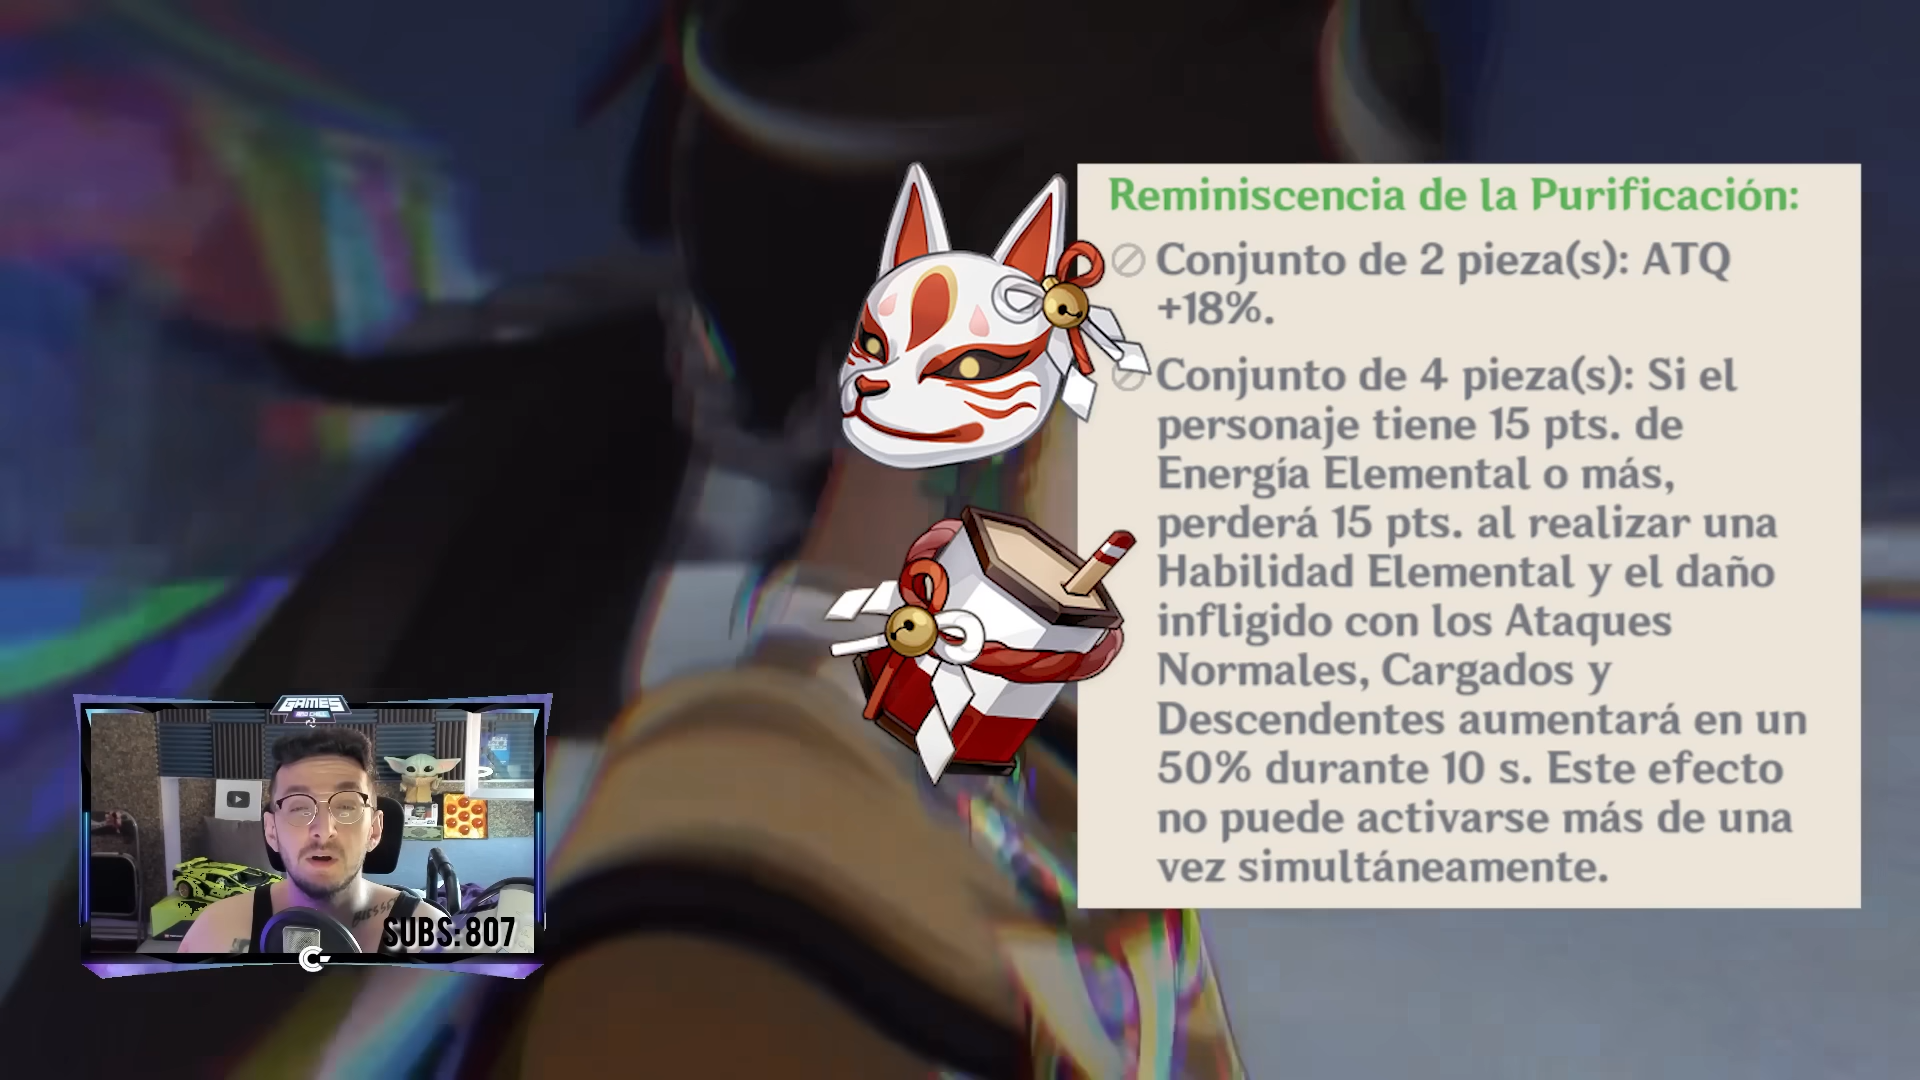 Reminiscencia de la Purificación:
Conjunto de 2 pieza(s): ATQ
+18%.
Conjunto de 4 pieza(s): Si el
personaje tiene 15 pts. de
Energía Elemental o más,
perderá 15 pts. al realizar una
Habilidad Elemental y el daño
infligido con los Ataques
Normales, Cargados y
Descendentes aumentará en un
50% durante 10 s. Este efecto
no puede activarse más de una
vez simultáneamente.
GAMES
SUBS: 807